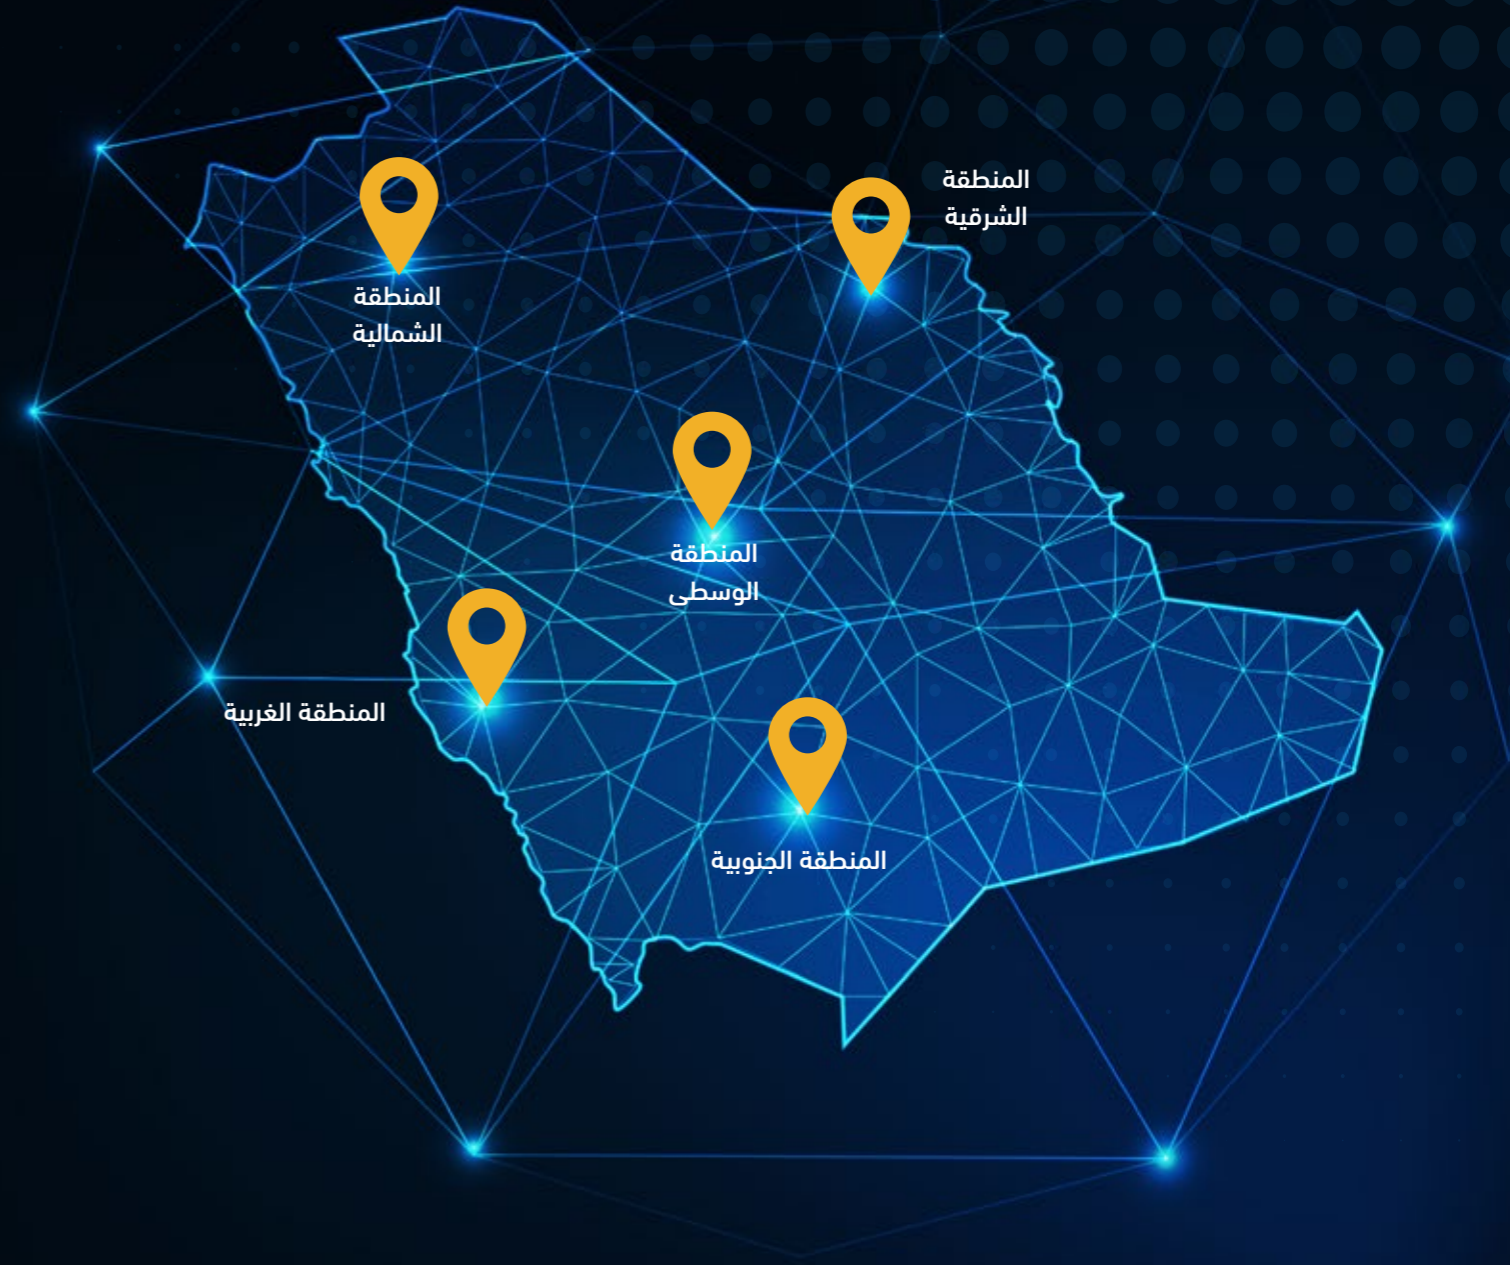 المنطقة
الشرقية
المنطقة
الشمالية
المنطقة
الوسطى
المنطقة الغربية
المنطقة الجنوبية